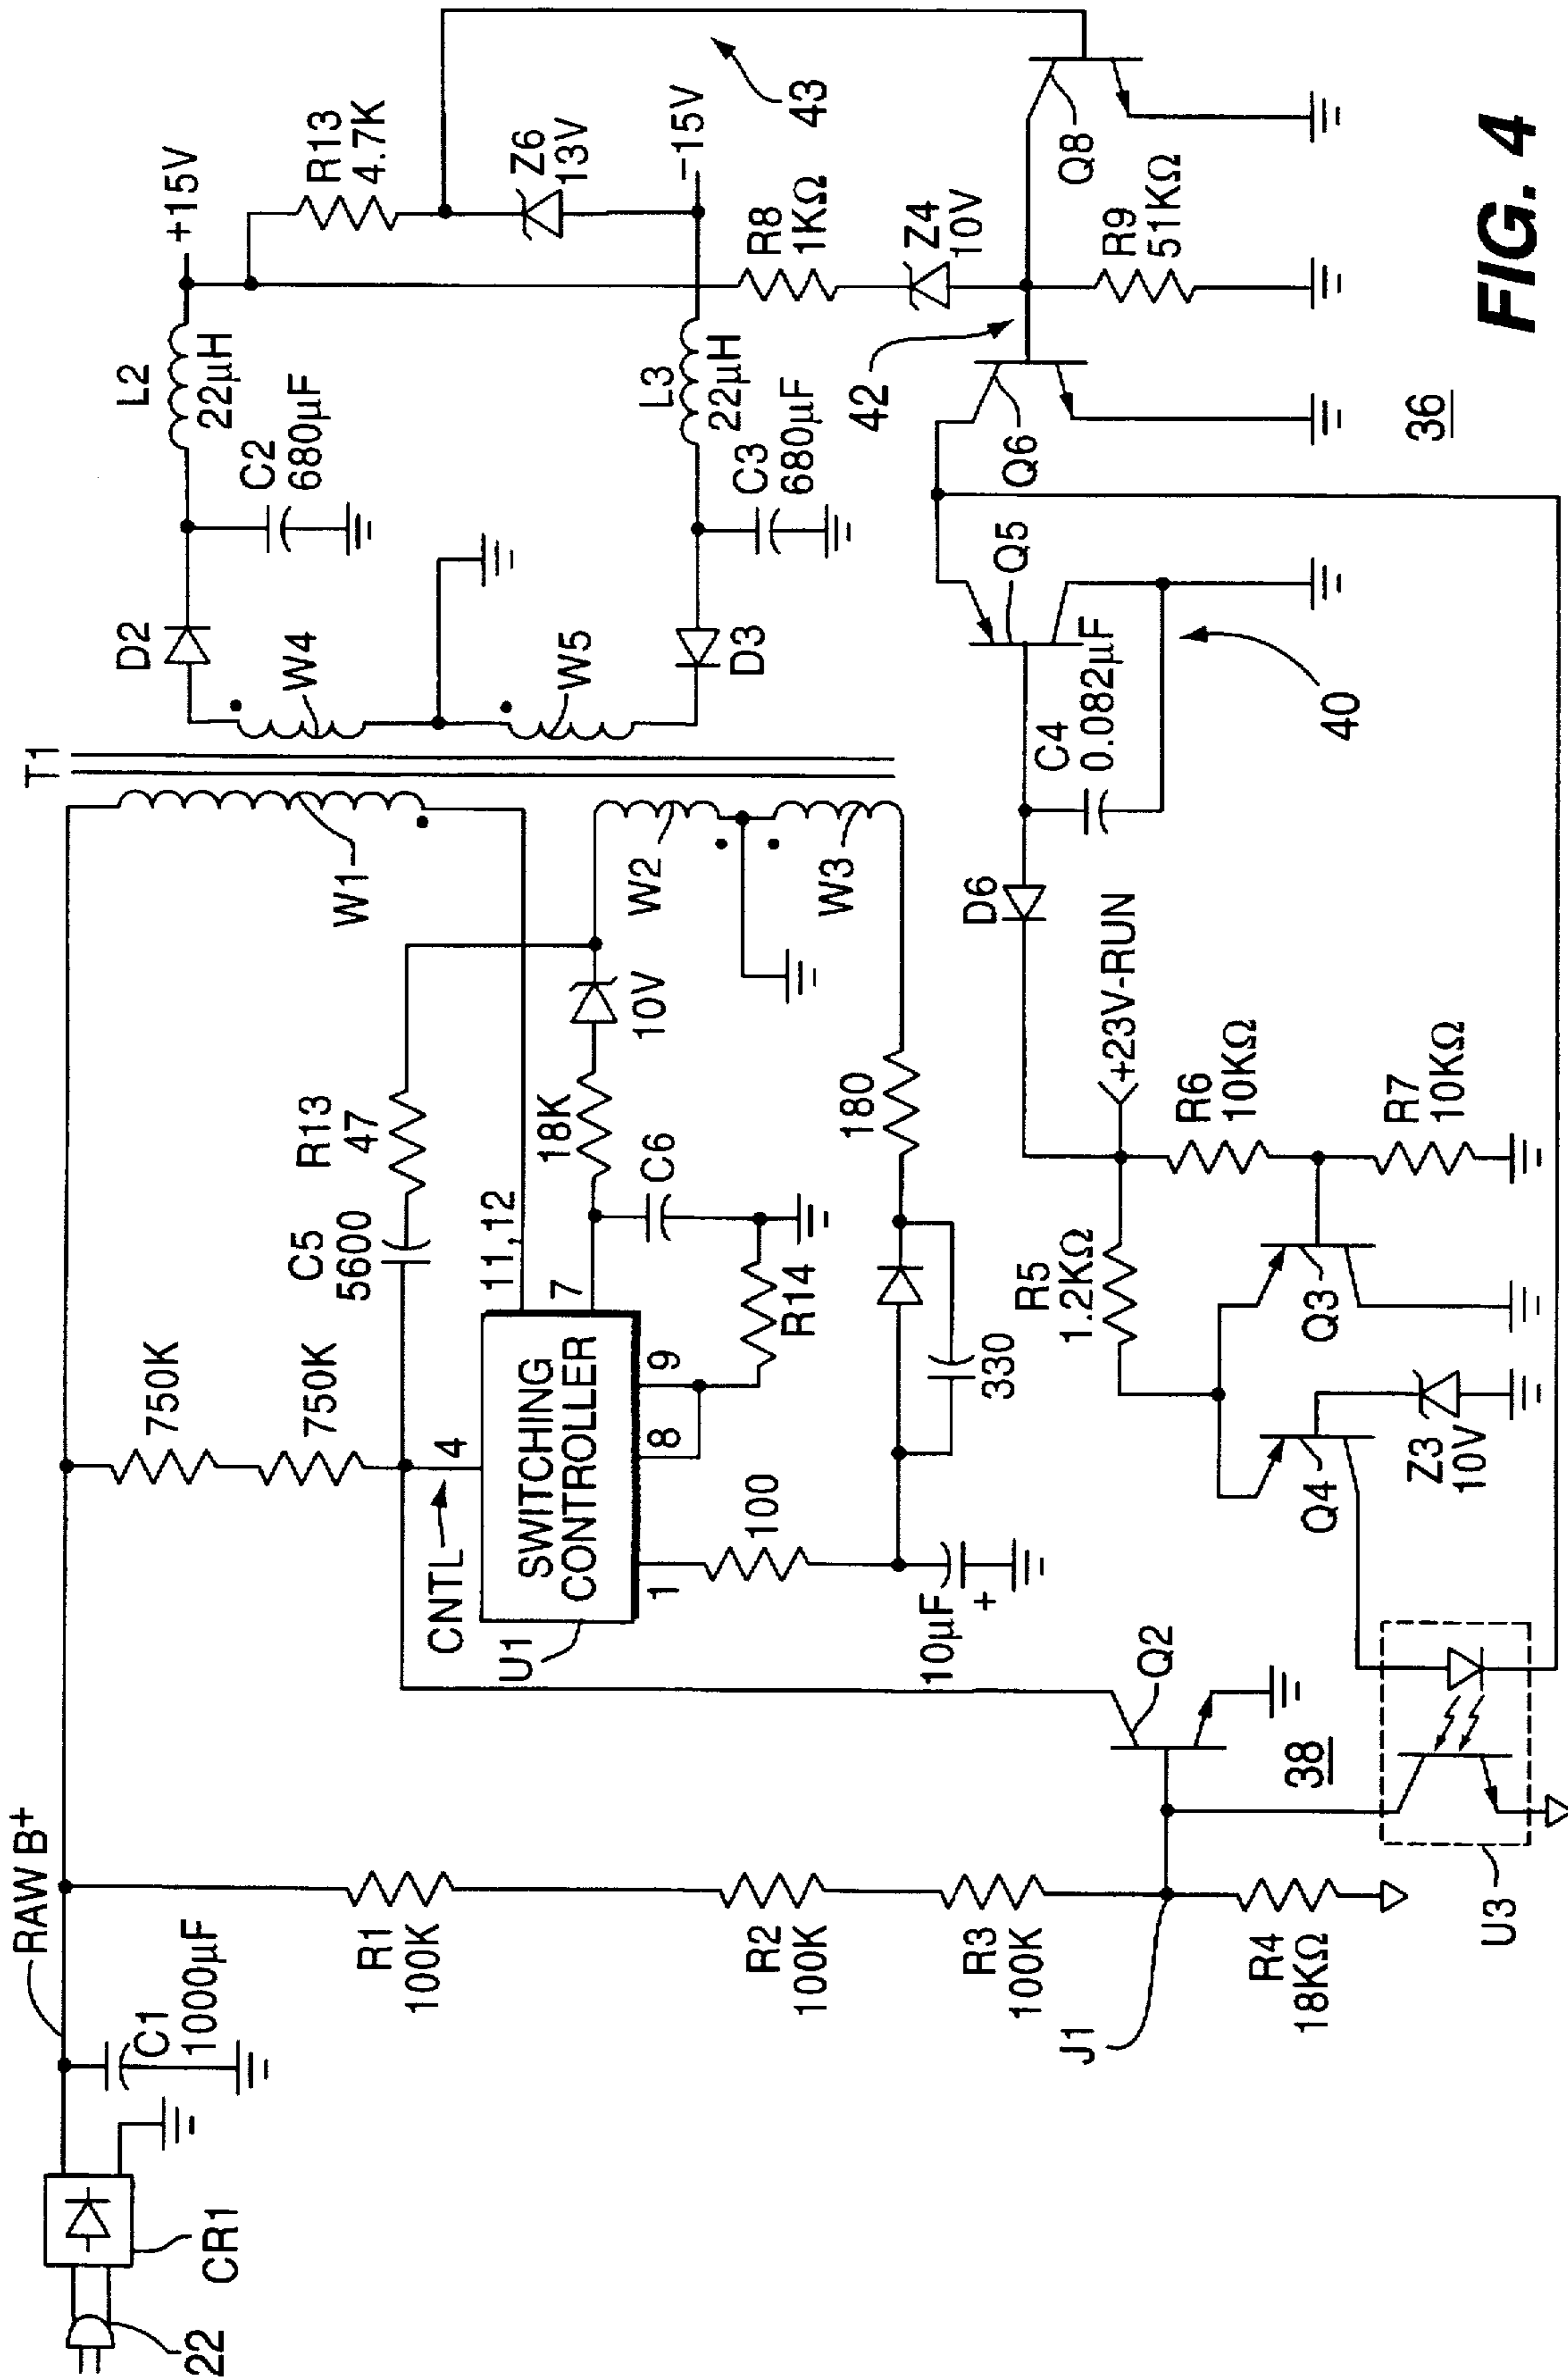 22
CR1
C1
1000µF
RAW B+
R1
100K
R2
100K
R3
100K
J1
R4
18KΩ
U3
38
Q2
750K
750K
CNTL
4
U1
SWITCHING
CONTROLLER
11,12
7
8
9
1
C5
5600
R13
47
18K
10V
C6
R14
100
10µF
+
330
180
T1
W1
W2
W3
W4
W5
D2
C2
680µF
L2
22µH
+15V
R13
4.7K
Z6
13V
-15V
43
D3
C3
680µF
L3
22µH
R8
1KΩ
Z4
10V
R9
51KΩ
42
Q6
Q8
Q5
C4
0.082µF
40
D6
+23V-RUN
R5
1.2KΩ
R6
10KΩ
R7
10KΩ
Q3
Q4
Z3
10V
36
FIG. 4